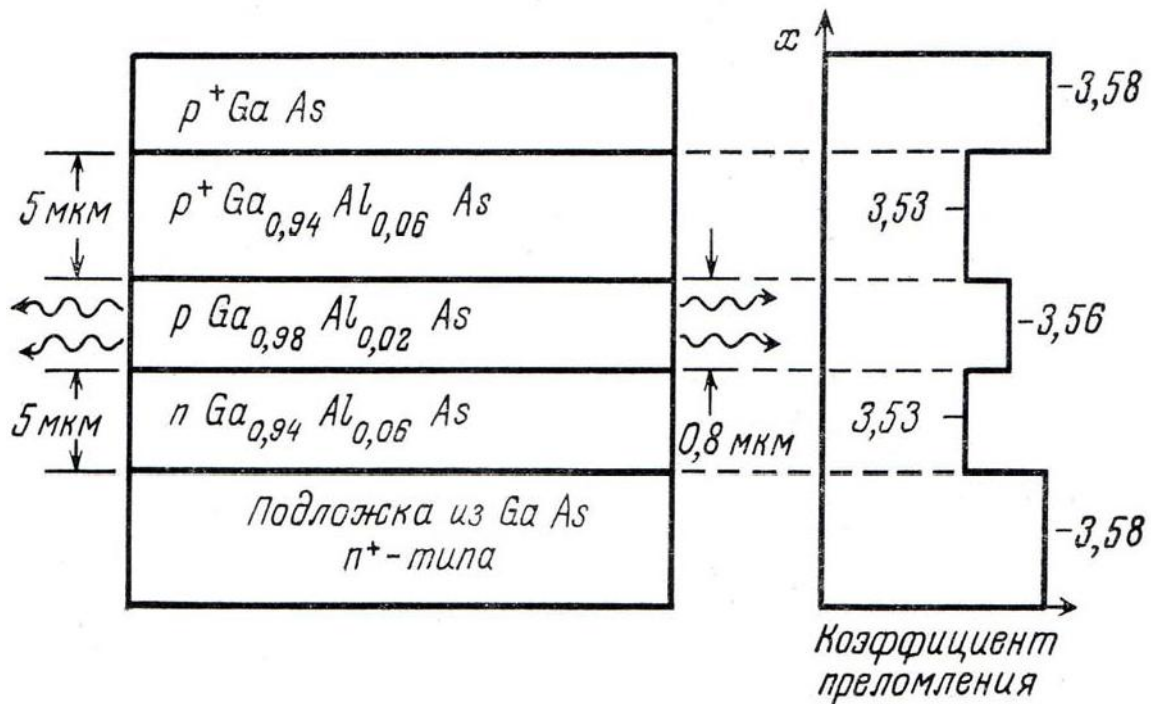 x
p⁺ Ga As
-3,58
5 мкм
p⁺ Ga₀,₉₄ Al₀,₀₆ As
3,53
p Ga₀,₉₈ Al₀,₀₂ As
-3,56
5 мкм
n Ga₀,₉₄ Al₀,₀₆ As
0,8 мкм
3,53
Подложка из Ga As
n⁺-типа
-3,58
Коэффициент
преломления